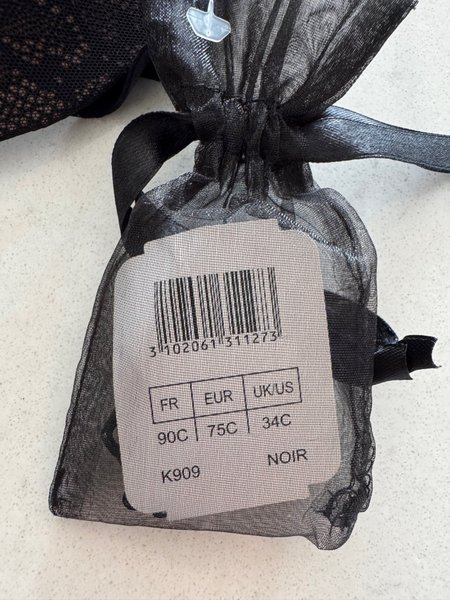 3 102061 311273
FR EUR UK/US
90C 75C 34C
K909 NOIR